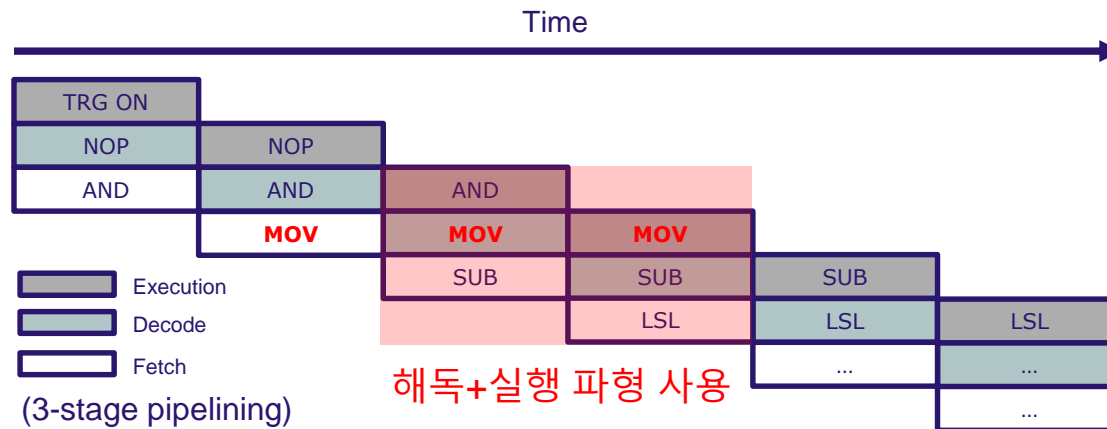 Time
TRG ON
NOP NOP
AND AND AND
MOV MOV MOV
SUB SUB SUB
LSL LSL LSL
... ...
...
Execution
Decode
Fetch
(3-stage pipelining)
해독+실행 파형 사용